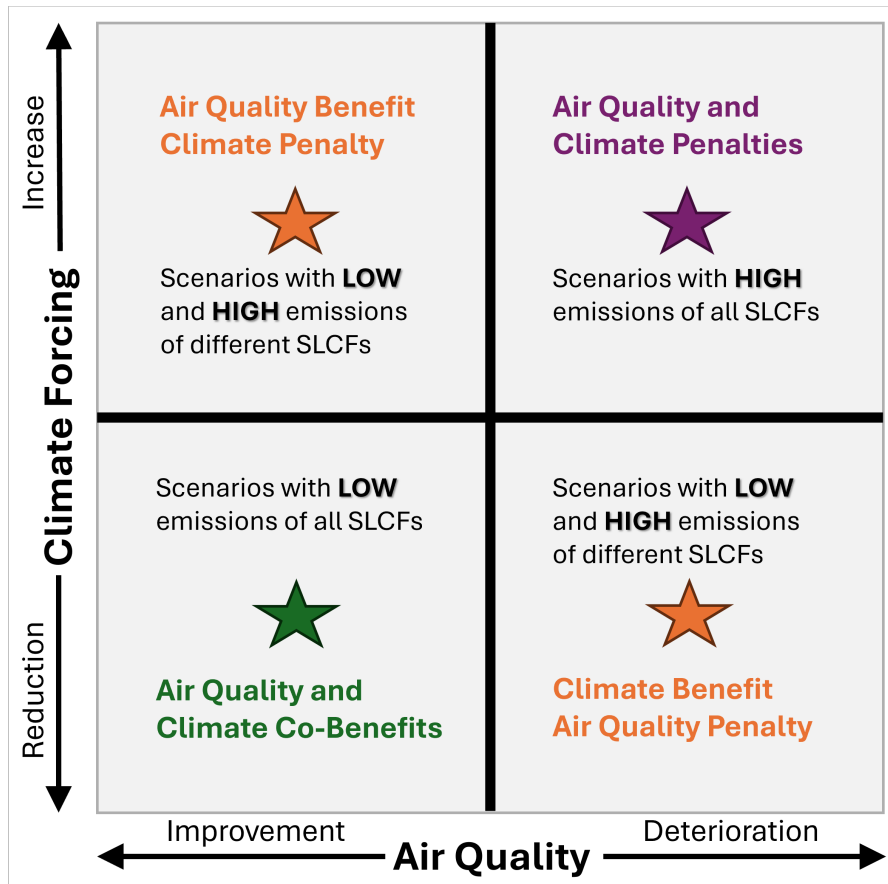 Increase
Climate Forcing
Reduction
Air Quality Benefit
Climate Penalty
Scenarios with LOW
and HIGH emissions
of different SLCFs
Air Quality and
Climate Penalties
Scenarios with HIGH
emissions of all SLCFs
Scenarios with LOW
emissions of all SLCFs
Air Quality and
Climate Co-Benefits
Scenarios with LOW
and HIGH emissions
of different SLCFs
Climate Benefit
Air Quality Penalty
Improvement
Air Quality
Deterioration